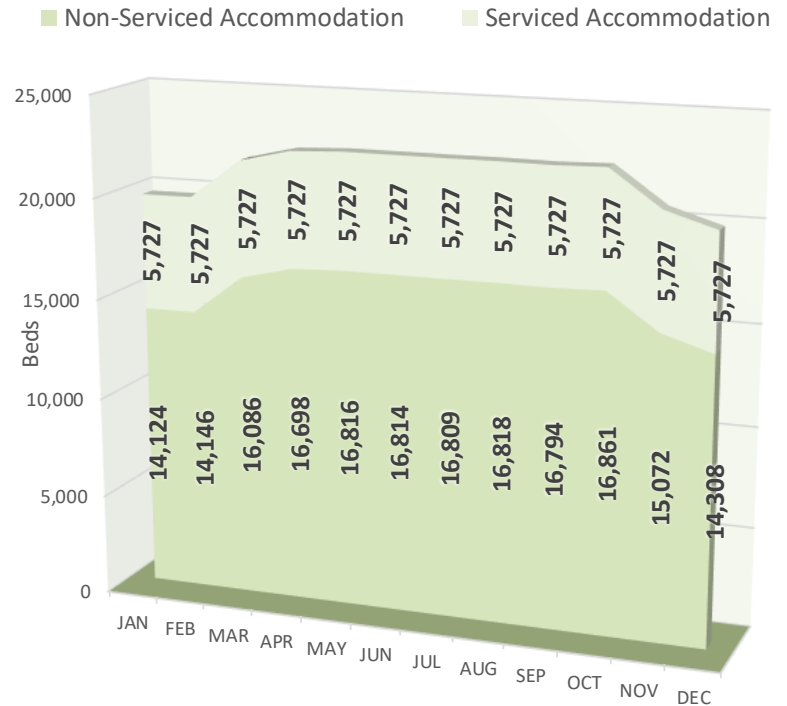 Non-Serviced Accommodation
Serviced Accommodation
25,000
20,000
15,000
10,000
5,000
0
Beds
5,727
5,727
5,727
5,727
5,727
5,727
5,727
5,727
5,727
5,727
5,727
5,727
14,124
14,146
16,086
16,698
16,816
16,814
16,809
16,818
16,794
16,861
15,072
14,308
JAN
FEB
MAR
APR
MAY
JUN
JUL
AUG
SEP
OCT
NOV
DEC